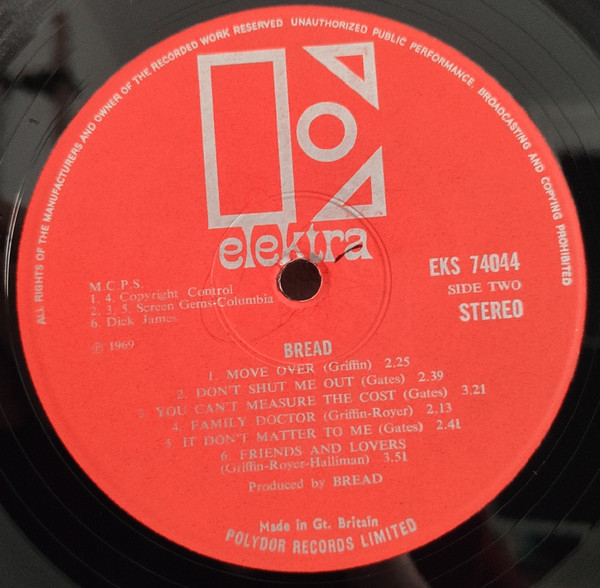 ALL RIGHTS OF THE MANUFACTURERS AND OWNER OF THE RECORDED WORK RESERVED UNAUTHORIZED PUBLIC PERFORMANCE, BROADCASTING AND COPYING PROHIBITED
elektra
EKS 74044
SIDE TWO
STEREO
M.C.P.S.
1. 4. Copyright Control
2. 3. 5. Screen Gems-Columbia
6. Dick James
℗ 1969
BREAD
1. MOVE OVER (Griffin) 2.25
2. DON'T SHUT ME OUT (Gates) 2.39
3. YOU CAN'T MEASURE THE COST (Gates) 3.21
4. FAMILY DOCTOR (Griffin-Royer) 2.13
5. IT DON'T MATTER TO ME (Gates) 2.41
6. FRIENDS AND LOVERS
(Griffin-Royer-Halliman) 3.51
Produced by BREAD
Made in Gt. Britain
POLYDOR RECORDS LIMITED